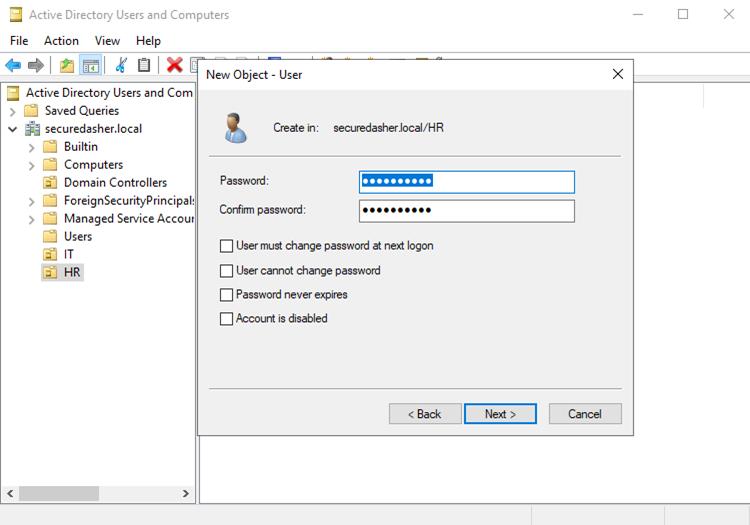 Active Directory Users and Computers
File Action View Help
New Object - User
Active Directory Users and Com
Saved Queries
securedasher.local
Builtin
Computers
Domain Controllers
ForeignSecurityPrincipals
Managed Service Accoun
Users
IT
HR
Create in: securedasher.local/HR
Password: ●●●●●●●●●●
Confirm password: ●●●●●●●●●●
User must change password at next logon
User cannot change password
Password never expires
Account is disabled
< Back Next > Cancel